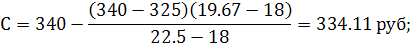 С = 340 − (340 − 325)(19.67 − 18) / 22.5 − 18 = 334.11 руб;